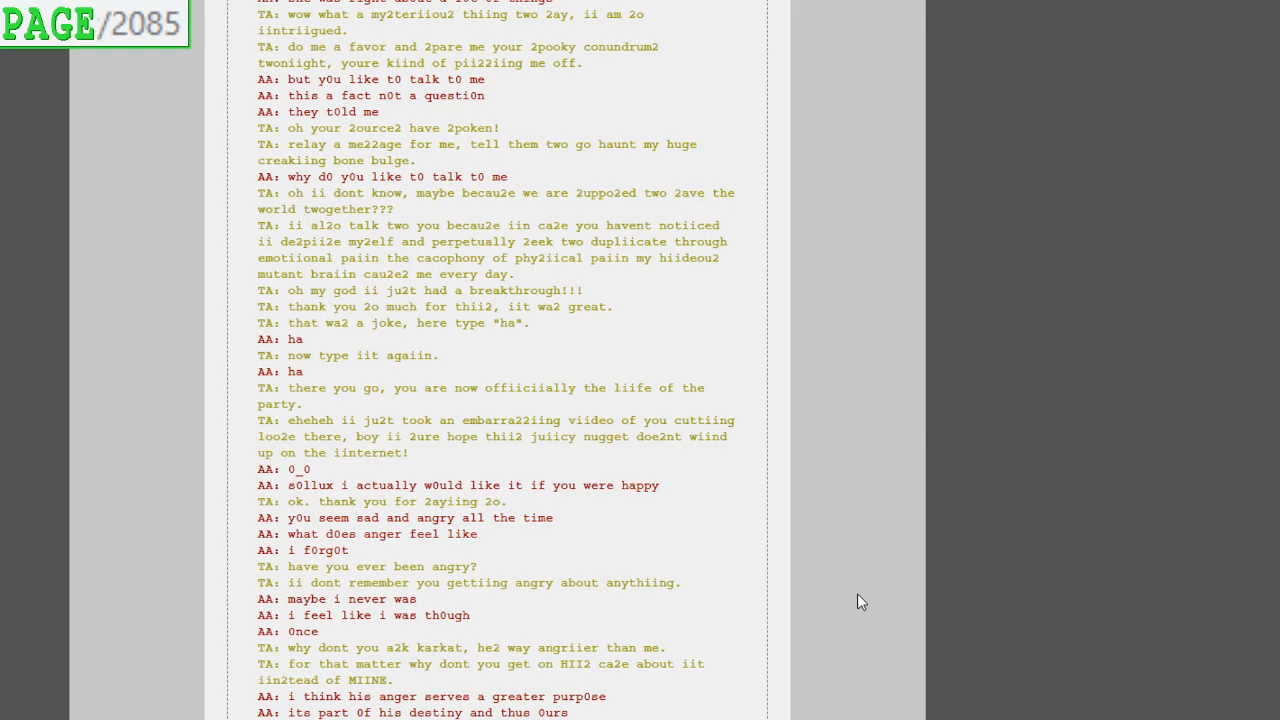 PAGE/2085
AA: she was right ab0ut a l0t 0f things
TA: wow what a my2teriiou2 thiing two 2ay, ii am 2o
iintriigued.
TA: do me a favor and 2pare me your 2pooky conundrum2
twoniight, youre kiind of pii22iing me off.
AA: but y0u like t0 talk t0 me
AA: this a fact n0t a questi0n
AA: they t0ld me
TA: oh your 2ource2 have 2poken!
TA: relay a me22age for me, tell them two go haunt my huge
creakiing bone bulge.
AA: why d0 y0u like t0 talk t0 me
TA: oh ii dont know, maybe becau2e we are 2uppo2ed two 2ave the
world twogether???
TA: ii al2o talk two you becau2e iin ca2e you havent notiiced
ii de2pii2e my2elf and perpetually 2eek two dupliicate through
emotiional paiin the cacophony of phy2iical paiin my hiideou2
mutant braiin cau2e2 me every day.
TA: oh my god ii ju2t had a breakthrough!!!
TA: thank you 2o much for thii2, iit wa2 great.
TA: that wa2 a joke, here type "ha".
AA: ha
TA: now type iit agaiin.
AA: ha
TA: there you go, you are now offiiciially the liife of the
party.
TA: eheheh ii ju2t took an embarra22iing viideo of you cuttiing
loo2e there, boy ii 2ure hope thii2 juiicy nugget doe2nt wiind
up on the iinternet!
AA: 0_0
AA: s0llux i actually w0uld like it if you were happy
TA: ok. thank you for 2ayiing 2o.
AA: y0u seem sad and angry all the time
AA: what d0es anger feel like
AA: i f0rg0t
TA: have you ever been angry?
TA: ii dont remember you gettiing angry about anythiing.
AA: maybe i never was
AA: i feel like i was th0ugh
AA: 0nce
TA: why dont you a2k karkat, he2 way angriier than me.
TA: for that matter why dont you get on HII2 ca2e about iit
iin2tead of MIINE.
AA: i think his anger serves a greater purp0se
AA: its part 0f his destiny and thus 0urs